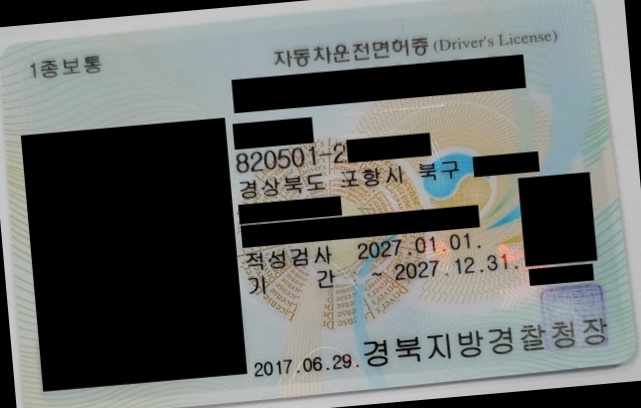 1종보통
자동차운전면허증 (Driver's License)
820501-2
경상북도 포항시 북구
적성검사 2027.01.01.
기 간 : ~ 2027.12.31.
2017.06.29. 경북지방경찰청장